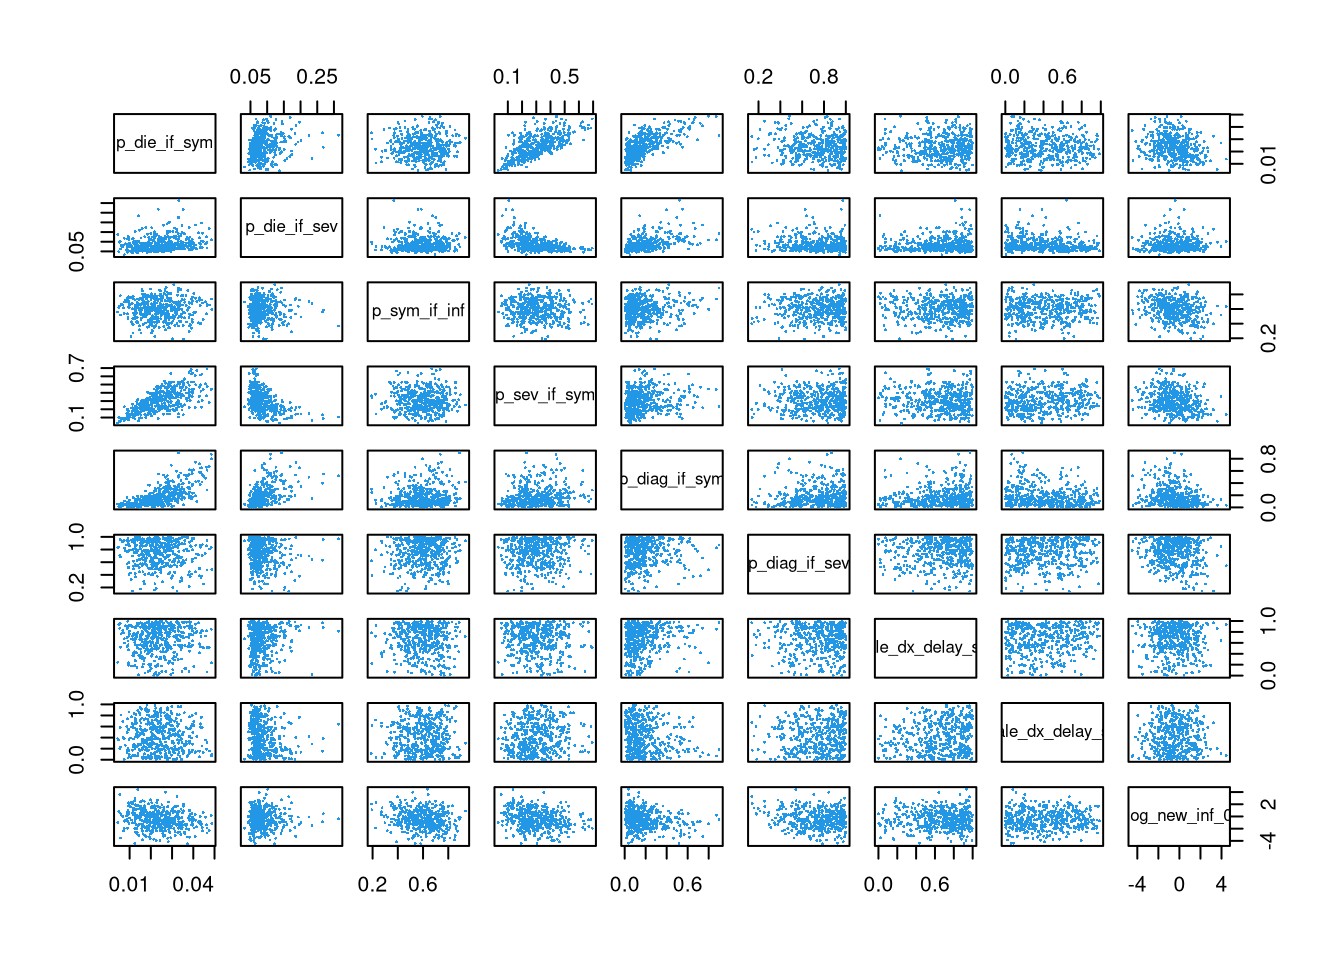 0.05 0.25 0.1 0.5 0.2 0.8 0.0 0.6
p_die_if_sym 0.01
0.05 p_die_if_sev
p_sym_if_inf 0.2
0.1 0.7 p_sev_if_sym
p_diag_if_sym 0.0 0.8
0.2 1.0 p_diag_if_sev
le_dx_delay_s 0.0 1.0
0.0 1.0 ale_dx_delay_
og_new_inf_0 -4 2
0.01 0.04 0.2 0.6 0.0 0.6 0.0 0.6 -4 0 4